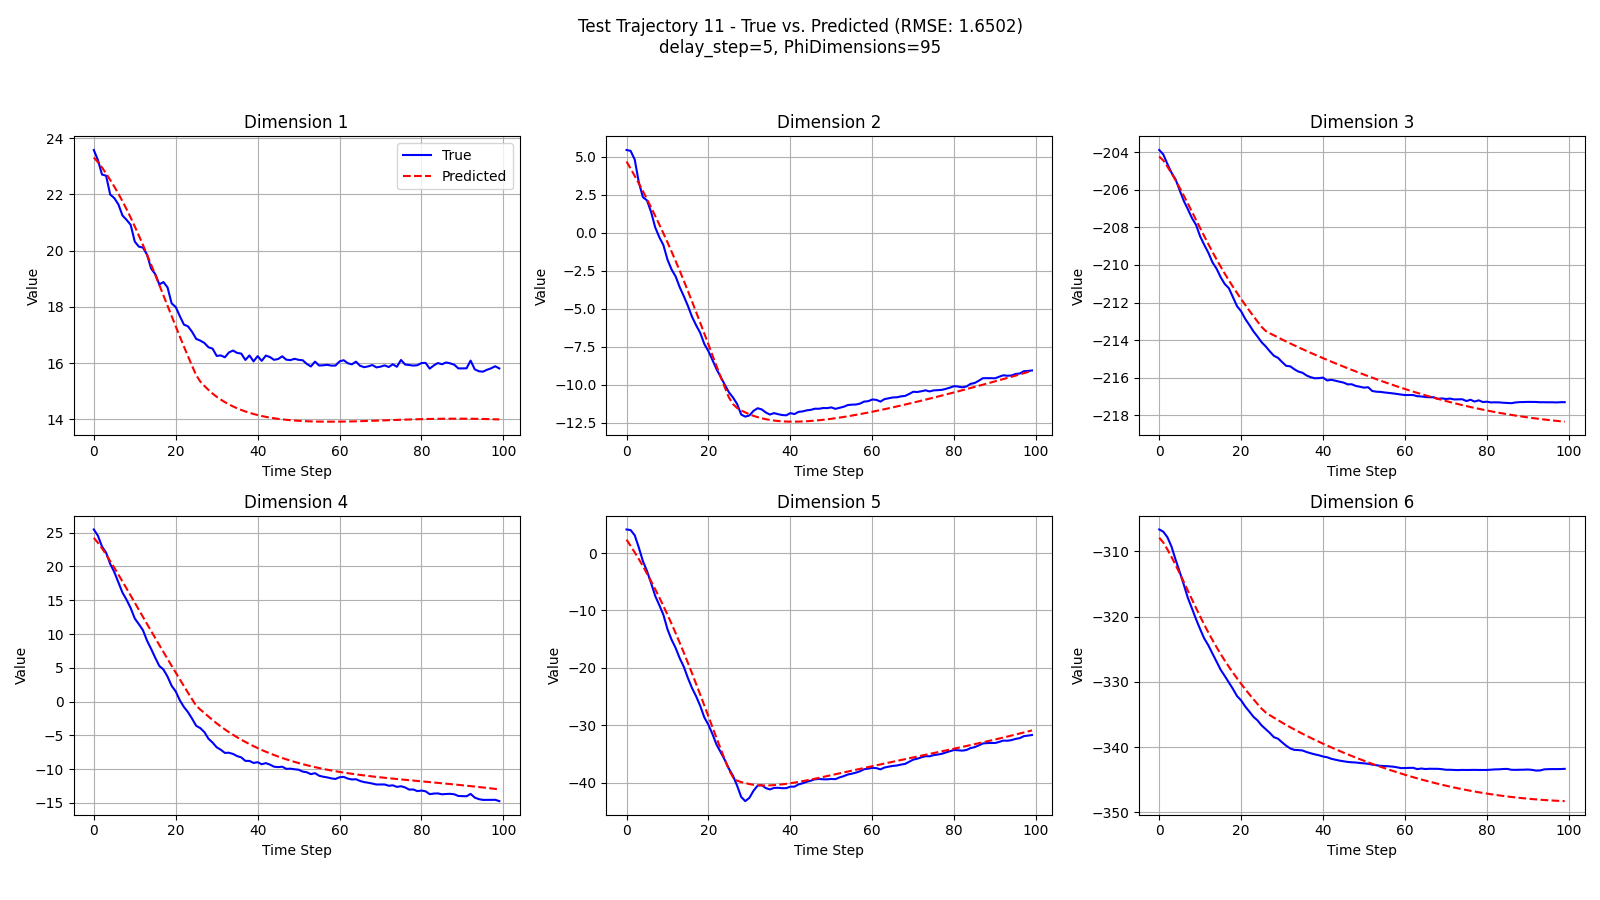 Test Trajectory 11 - True vs. Predicted (RMSE: 1.6502)
delay_step=5, PhiDimensions=95
Dimension 1
24
22
20
18
16
14
Value
0 20 40 60 80 100
Time Step
True
Predicted
Dimension 2
5.0
2.5
0.0
−2.5
−5.0
−7.5
−10.0
−12.5
Value
0 20 40 60 80 100
Time Step
Dimension 3
−204
−206
−208
−210
−212
−214
−216
−218
Value
0 20 40 60 80 100
Time Step
Dimension 4
25
20
15
10
5
0
−5
−10
−15
Value
0 20 40 60 80 100
Time Step
Dimension 5
0
−10
−20
−30
−40
Value
0 20 40 60 80 100
Time Step
Dimension 6
−310
−320
−330
−340
−350
Value
0 20 40 60 80 100
Time Step